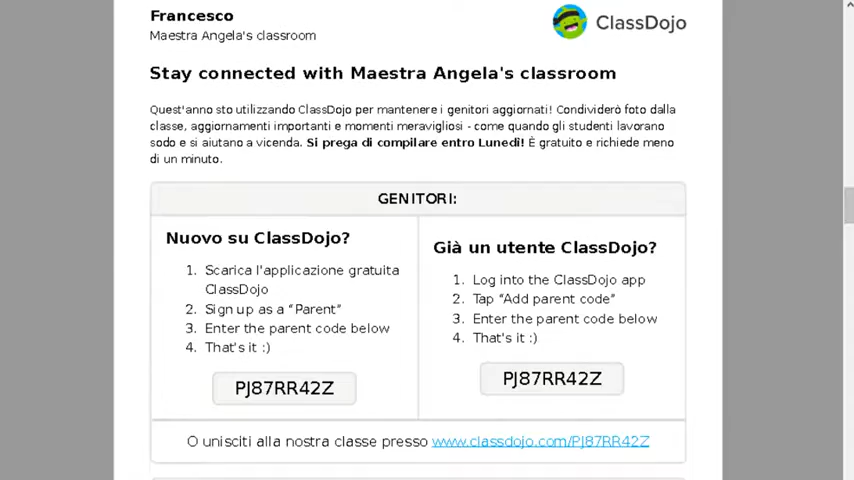 Francesco
Maestra Angela's classroom
ClassDojo
Stay connected with Maestra Angela's classroom
Quest'anno sto utilizzando ClassDojo per mantenere i genitori aggiornati! Condividerò foto dalla
classe, aggiornamenti importanti e momenti meravigliosi - come quando gli studenti lavorano
sodo e si aiutano a vicenda. Si prega di compilare entro Lunedì! È gratuito e richiede meno
di un minuto.
GENITORI:
Nuovo su ClassDojo?
1. Scarica l'applicazione gratuita
ClassDojo
2. Sign up as a “Parent”
3. Enter the parent code below
4. That's it :)
PJ87RR42Z
Già un utente ClassDojo?
1. Log into the ClassDojo app
2. Tap “Add parent code”
3. Enter the parent code below
4. That's it :)
PJ87RR42Z
O unisciti alla nostra classe presso www.classdojo.com/PJ87RR42Z